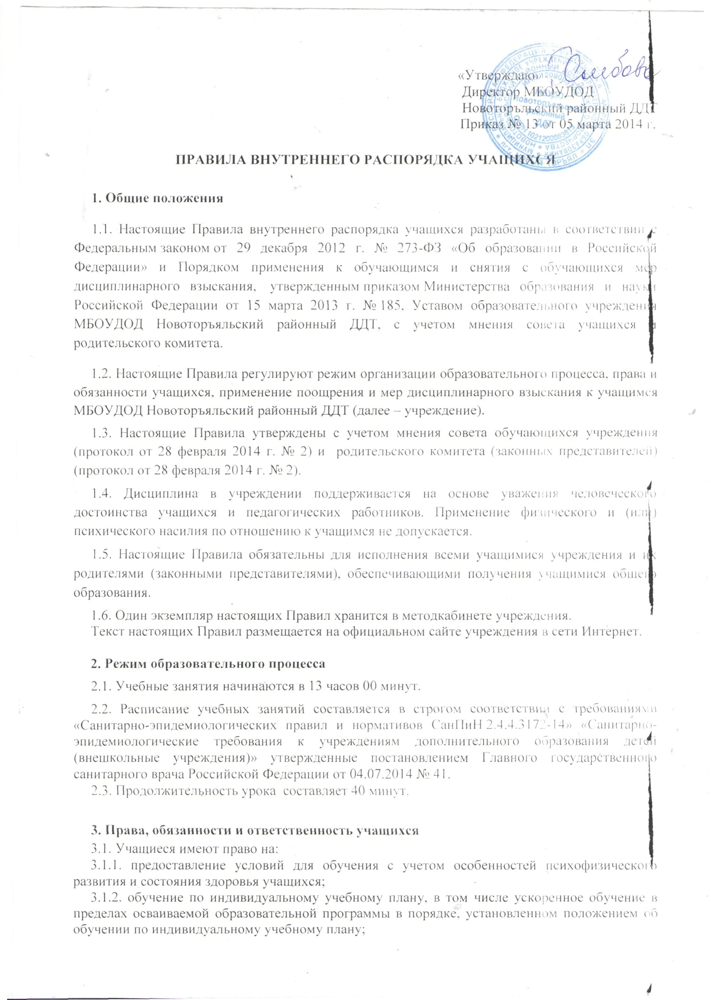 «Утверждаю»
Директор МБОУДОД
Новоторъльский районный ДДТ
Приказ № 13 от 05 марта 2014 г.
ПРАВИЛА ВНУТРЕННЕГО РАСПОРЯДКА УЧАЩИХСЯ
1. Общие положения
1.1. Настоящие Правила внутреннего распорядка учащихся разработаны в соответствии с
Федеральным законом от 29 декабря 2012 г. № 273-ФЗ «Об образовании в Российской
Федерации» и Порядком применения к обучающимся и снятия с обучающихся мер
дисциплинарного взыскания, утвержденным приказом Министерства образования и науки
Российской Федерации от 15 марта 2013 г. № 185, Уставом образовательного учреждения
МБОУДОД Новоторъяльский районный ДДТ, с учетом мнения совета учащихся и
родительского комитета.
1.2. Настоящие Правила регулируют режим организации образовательного процесса, права и
обязанности учащихся, применение поощрения и мер дисциплинарного взыскания к учащимся
МБОУДОД Новоторъяльский районный ДДТ (далее – учреждение).
1.3. Настоящие Правила утверждены с учетом мнения совета обучающихся учреждения
(протокол от 28 февраля 2014 г. № 2) и родительского комитета (законных представителей)
(протокол от 28 февраля 2014 г. № 2).
1.4. Дисциплина в учреждении поддерживается на основе уважения человеческого
достоинства учащихся и педагогических работников. Применение физического и (или)
психического насилия по отношению к учащимся не допускается.
1.5. Настоящие Правила обязательны для исполнения всеми учащимися учреждения и их
родителями (законными представителями), обеспечивающими получения учащимися общего
образования.
1.6. Один экземпляр настоящих Правил хранится в методкабинете учреждения.
Текст настоящих Правил размещается на официальном сайте учреждения в сети Интернет.
2. Режим образовательного процесса
2.1. Учебные занятия начинаются в 13 часов 00 минут.
2.2. Расписание учебных занятий составляется в строгом соответствии с требованиями
«Санитарно-эпидемиологических правил и нормативов СанПиН 2.4.4.3172-14» «Санитарно-
эпидемиологические требования к учреждениям дополнительного образования детей
(внешкольные учреждения)» утвержденные постановлением Главного государственного
санитарного врача Российской Федерации от 04.07.2014 № 41.
2.3. Продолжительность урока составляет 40 минут.
3. Права, обязанности и ответственность учащихся
3.1. Учащиеся имеют право на:
3.1.1. предоставление условий для обучения с учетом особенностей психофизического
развития и состояния здоровья учащихся;
3.1.2. обучение по индивидуальному учебному плану, в том числе ускоренное обучение в
пределах осваиваемой образовательной программы в порядке, установленном положением об
обучении по индивидуальному учебному плану;